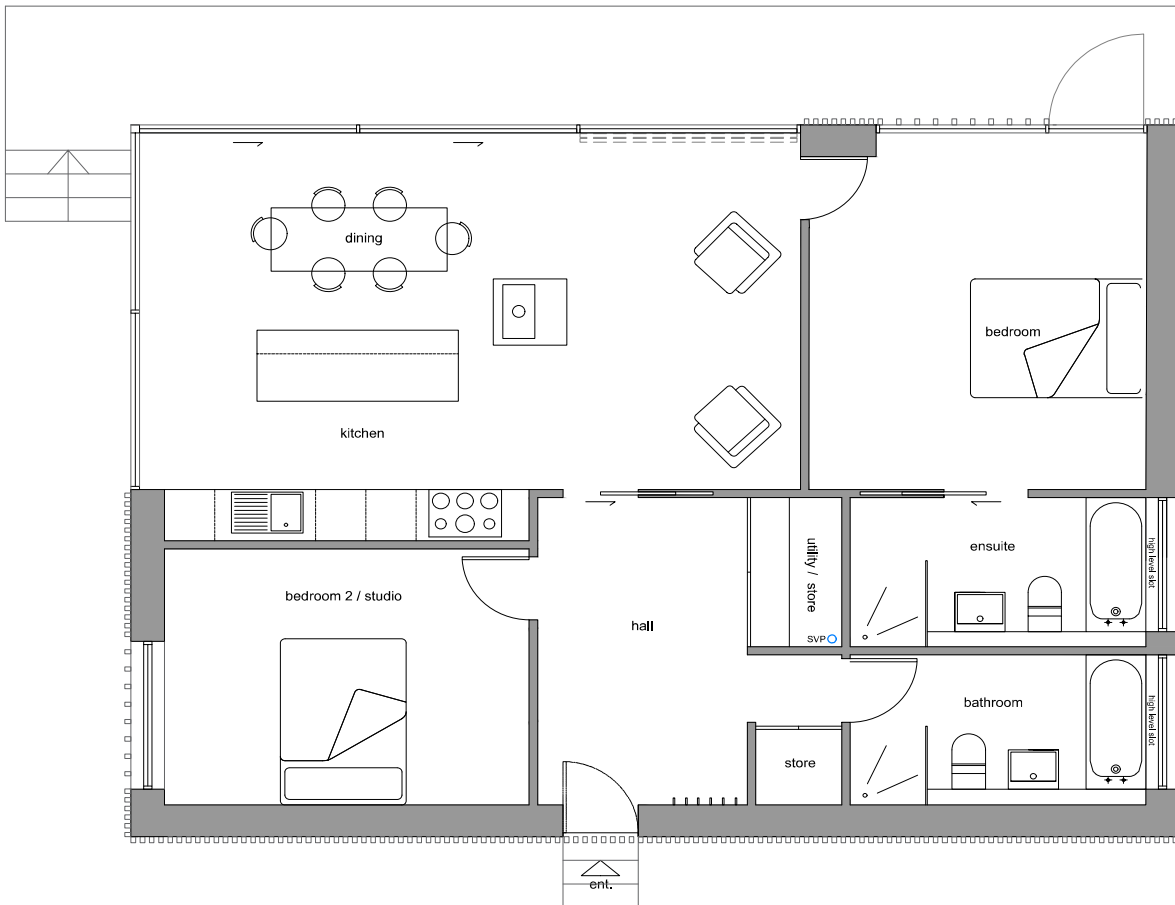 dining
bedroom
kitchen
ensuite
high level slot
utility / store
bedroom 2 / studio
hall
SVP
bathroom
high level slot
store
ent.